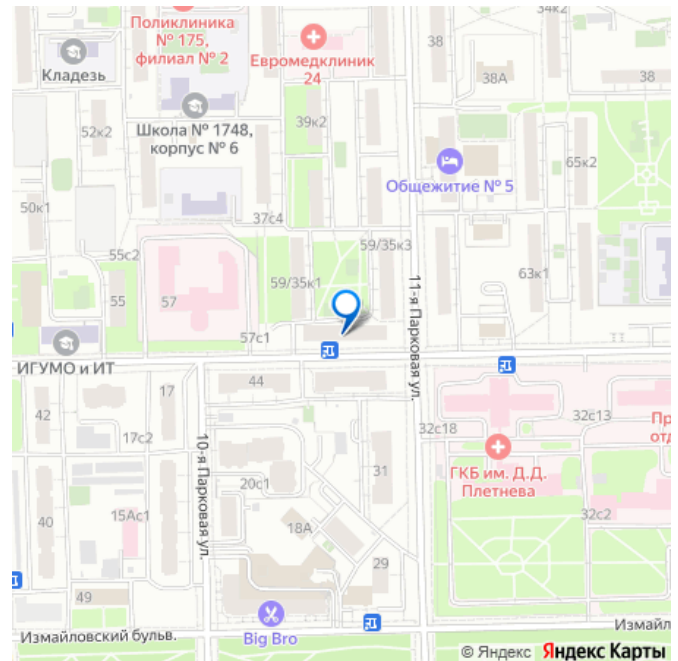 Поликлиника
№ 175,
филиал № 2
Евромедклиник
24
38
34к2
Кладезь
38А
38
Школа № 1748,
корпус № 6
52к2
39к2
65к2
Общежитие № 5
50к1
37с4
55с2
59/35к3
59/35к1
63к1
55
57
57с1
11-я Парковая ул.
ИГУМО и ИТ
17
44
42
17с2
32с18
32с13
Пр
отд
10-я Парковая ул.
31
ГКБ им. Д.Д.
Плетнева
20с1
15Ас1
18А
32с2
40
29
49
Big Bro
Измайловский бульв.
Измайл
© Яндекс Яндекс Карты